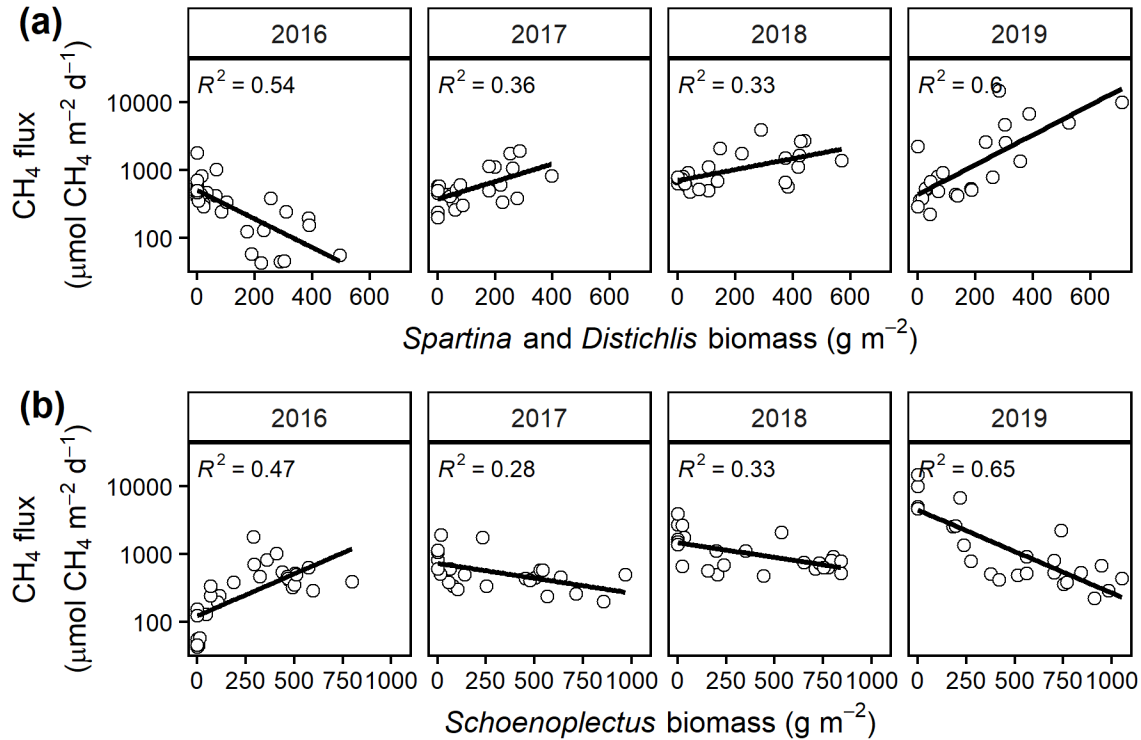 (a)
2016 2017 2018 2019
R² = 0.54 R² = 0.36 R² = 0.33 R² = 0.6
CH₄ flux
(μmol CH₄ m⁻² d⁻¹)
10000
1000
100
0 200 400 600 0 200 400 600 0 200 400 600 0 200 400 600
Spartina and Distichlis biomass (g m⁻²)
(b)
2016 2017 2018 2019
R² = 0.47 R² = 0.28 R² = 0.33 R² = 0.65
CH₄ flux
(μmol CH₄ m⁻² d⁻¹)
10000
1000
100
0 250 500 750 1000 0 250 500 750 1000 0 250 500 750 1000 0 250 500 750 1000
Schoenoplectus biomass (g m⁻²)